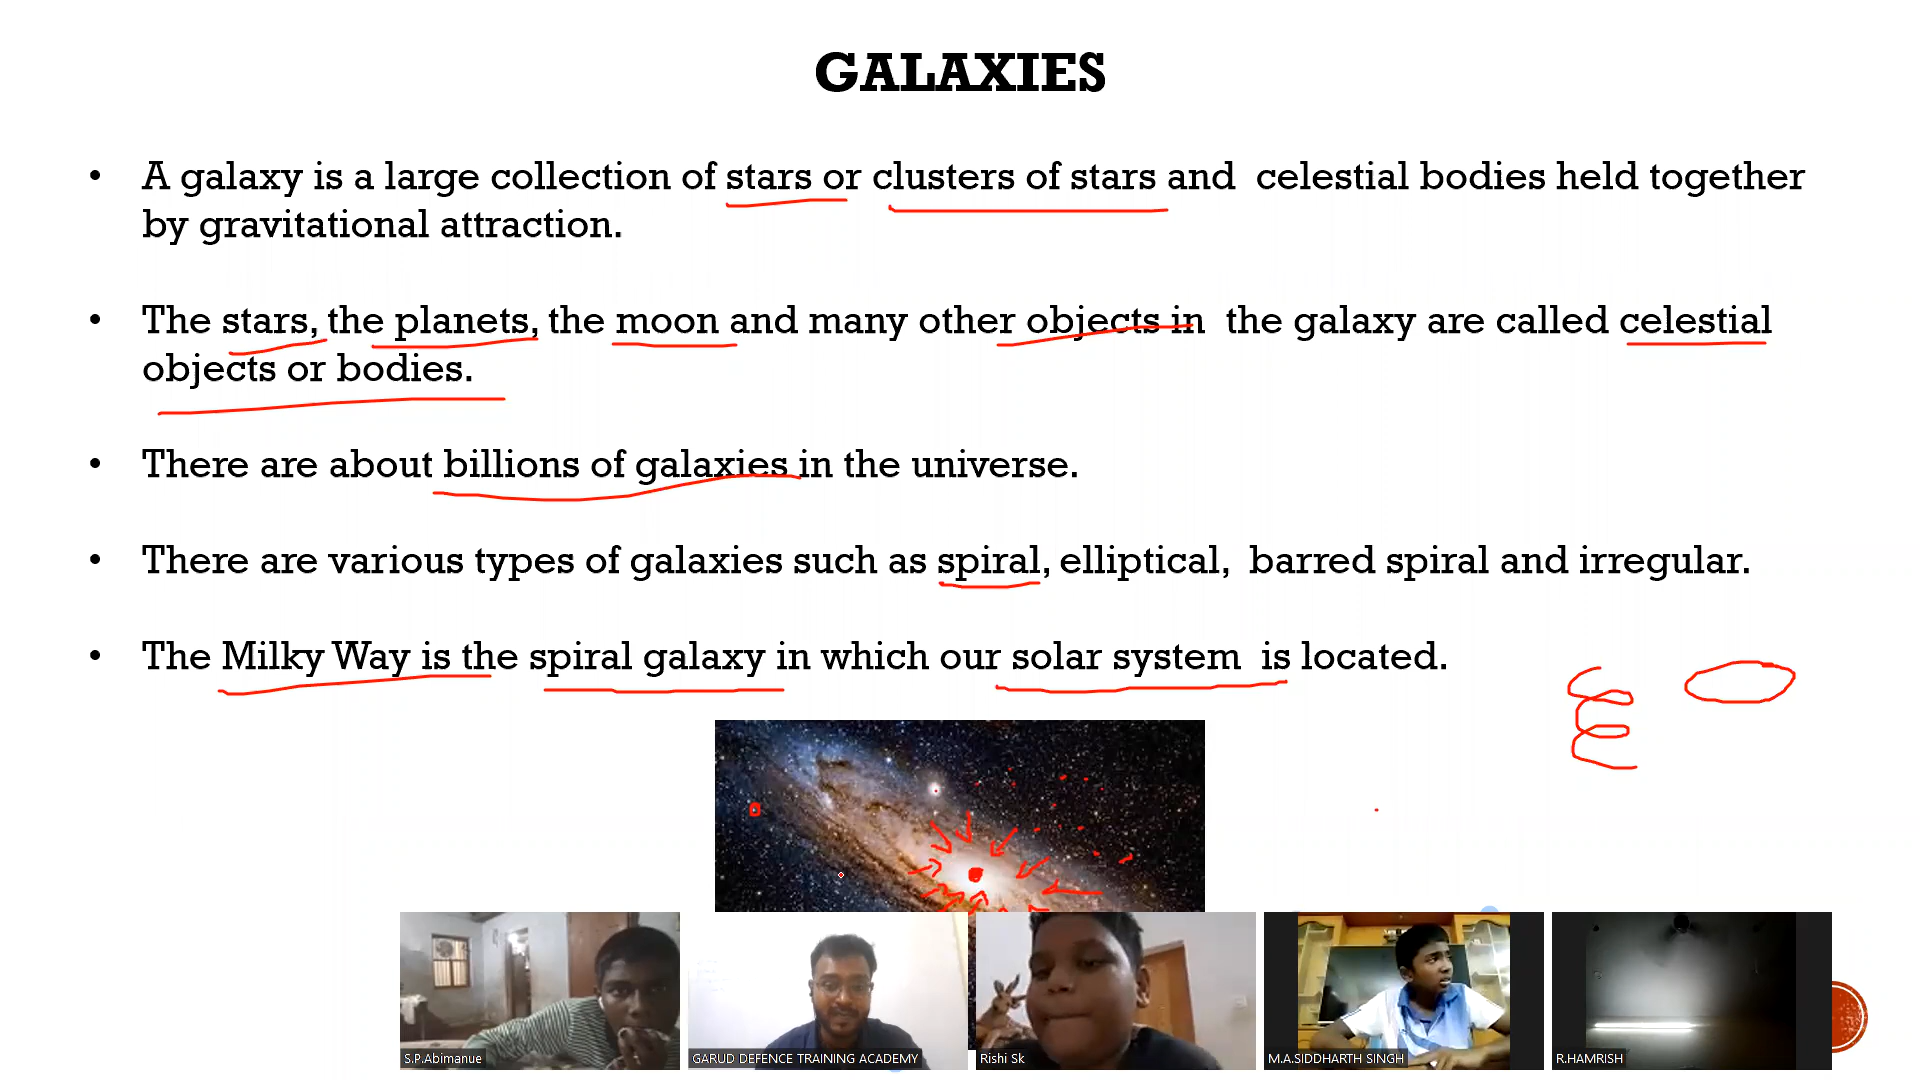 GALAXIES
• A galaxy is a large collection of stars or clusters of stars and celestial bodies held together
by gravitational attraction.
• The stars, the planets, the moon and many other objects in the galaxy are called celestial
objects or bodies.
• There are about billions of galaxies in the universe.
• There are various types of galaxies such as spiral, elliptical, barred spiral and irregular.
• The Milky Way is the spiral galaxy in which our solar system is located.
S.P.Abimanue
GARUD DEFENCE TRAINING ACADEMY
Rishi Sk
M.A.SIDDHARTH SINGH
R.HAMRISH